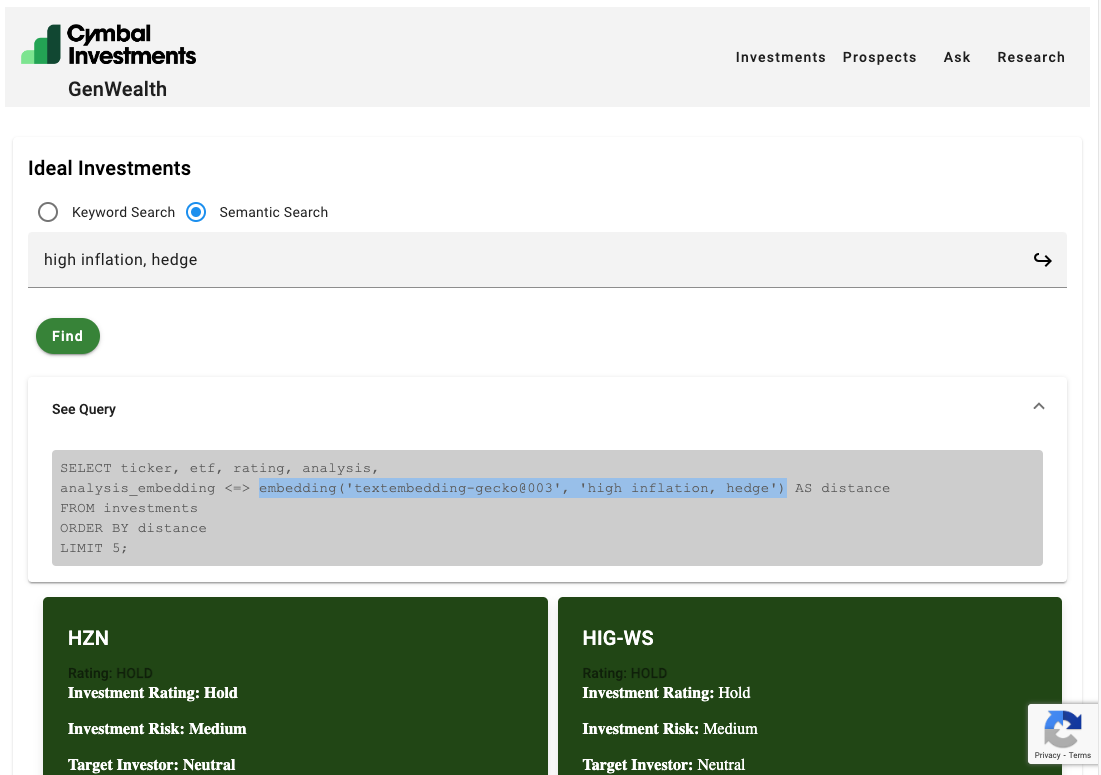 Cymbal
Investments
GenWealth
Investments Prospects Ask Research
Ideal Investments
Keyword Search Semantic Search
high inflation, hedge
Find
See Query
SELECT ticker, etf, rating, analysis,
analysis_embedding <=> embedding('textembedding-gecko@003', 'high inflation, hedge') AS distance
FROM investments
ORDER BY distance
LIMIT 5;
HZN
Rating: HOLD
Investment Rating: Hold
Investment Risk: Medium
Target Investor: Neutral
HIG-WS
Rating: HOLD
Investment Rating: Hold
Investment Risk: Medium
Target Investor: Neutral
Privacy - Terms